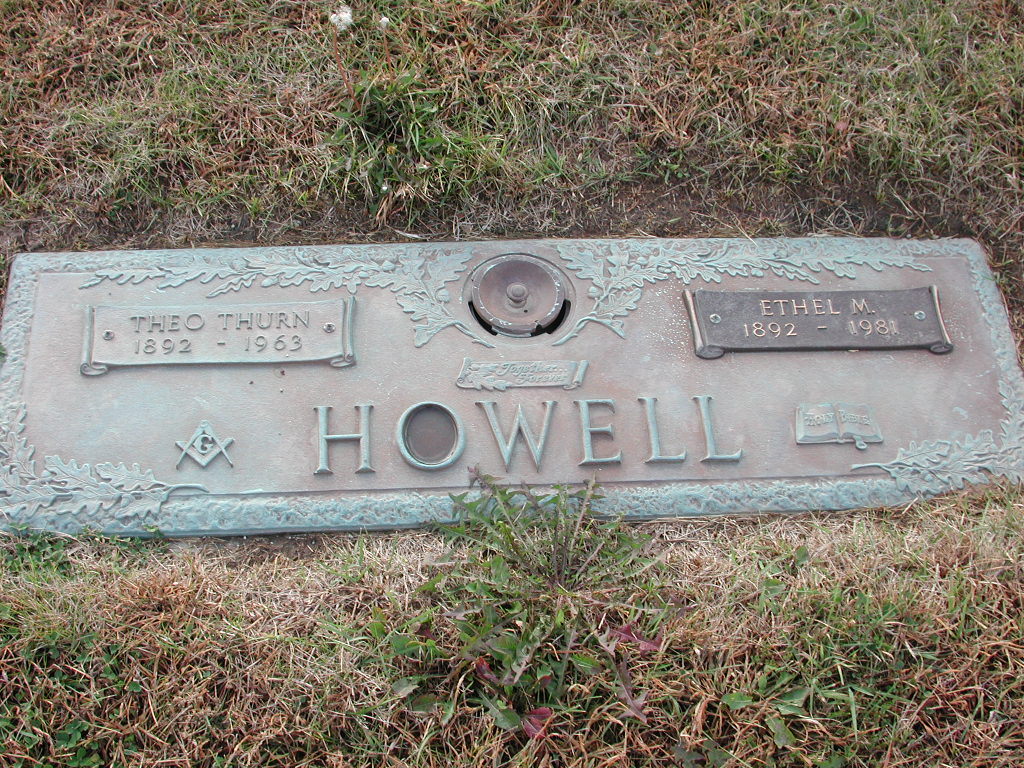 THEO THURN
1892 - 1963
ETHEL M.
1892 - 1981
Together
Forever
HOWELL
G
HOLY BIBLE